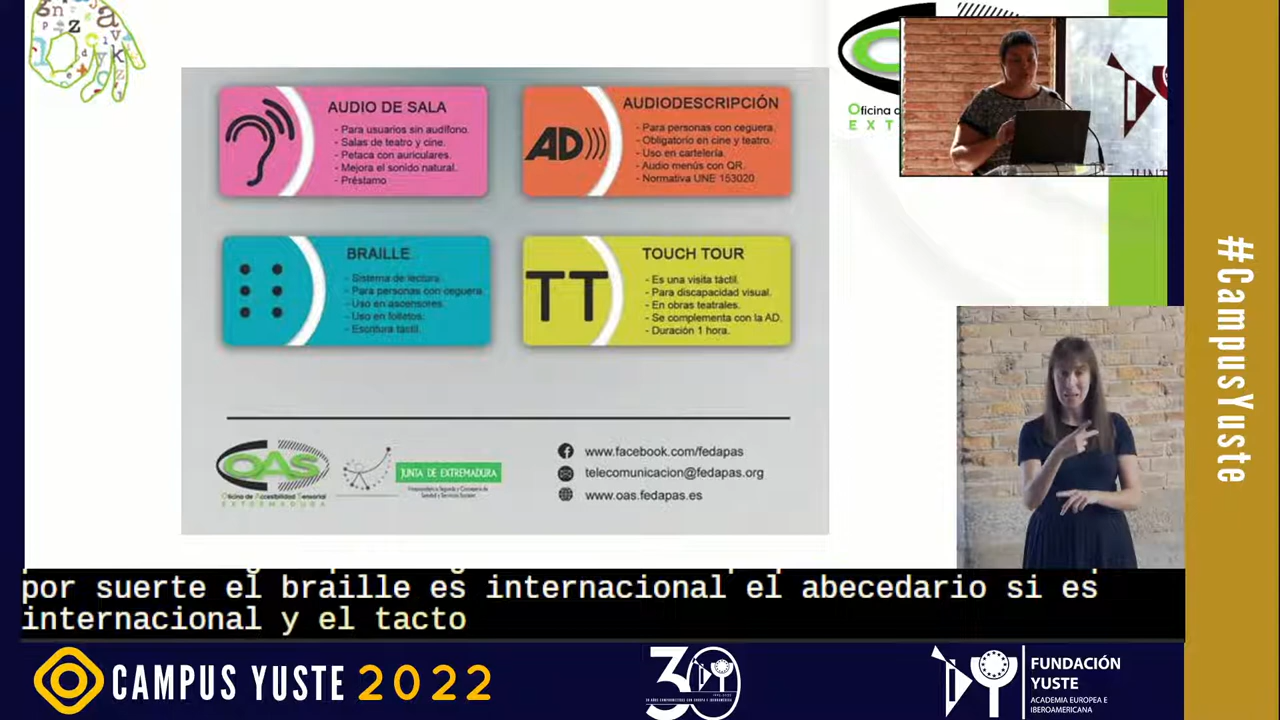 AUDIO DE SALA
- Para usuarios sin audífono.
- Salas de teatro y cine.
- Petaca con auriculares.
- Mejora el sonido natural.
- Préstamo
AD
AUDIODESCRIPCIÓN
- Para personas con ceguera.
- Obligatorio en cine y teatro.
- Uso en cartelería.
- Audio menús con QR.
- Normativa UNE 153020
BRAILLE
- Sistema de lectura.
- Para personas con ceguera.
- Uso en ascensores.
- Uso en folletos.
- Escritura táctil.
TT
TOUCH TOUR
- Es una visita táctil.
- Para discapacidad visual.
- En obras teatrales.
- Se complementa con la AD.
- Duración 1 hora.
OAS
Oficina de Accesibilidad Sensorial
EXTREMADURA
JUNTA DE EXTREMADURA
www.facebook.com/fedapas
telecomunicacion@fedapas.org
www.oas.fedapas.es
Oficina
EXT
#CampusYuste
por suerte el braille es internacional el abecedario si es
internacional y el tacto
CAMPUS YUSTE 2022
30
FUNDACIÓN
YUSTE
ACADEMIA EUROPEA E
IBEROAMERICANA